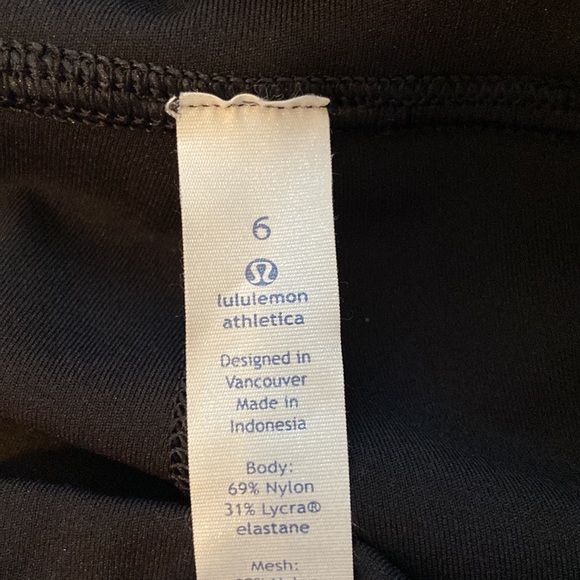 6
lululemon
athletica
Designed in
Vancouver
Made in
Indonesia
Body:
69% Nylon
31% Lycra®
elastane
Mesh: